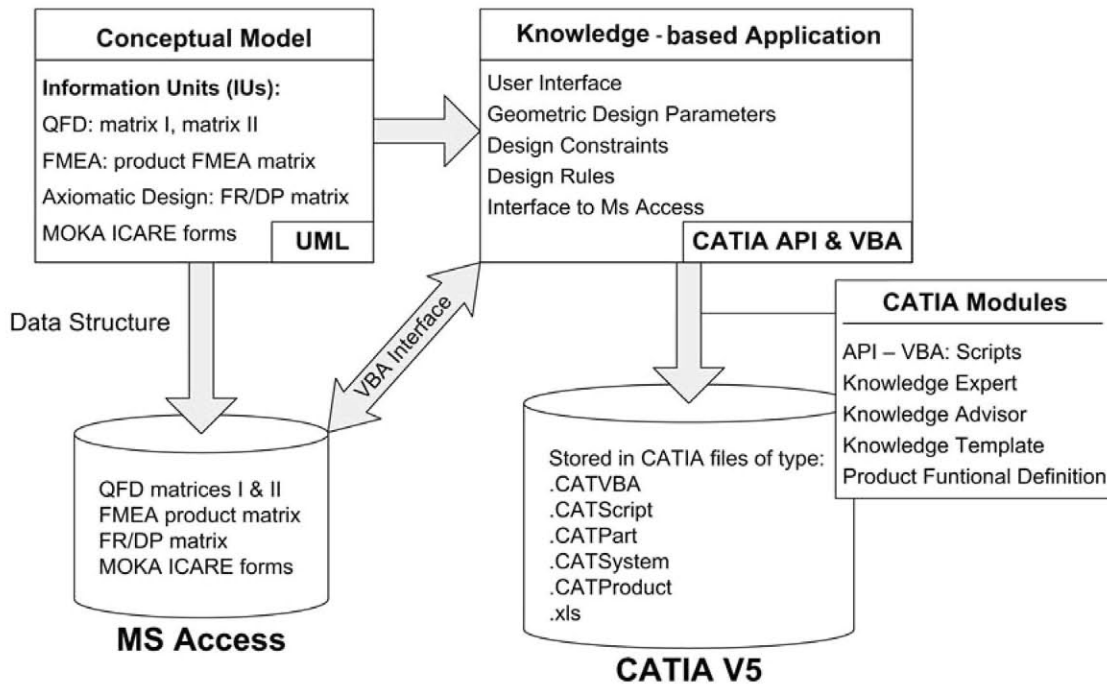 Conceptual Model
Information Units (IUs):
QFD: matrix I, matrix II
FMEA: product FMEA matrix
Axiomatic Design: FR/DP matrix
MOKA ICARE forms
UML
Knowledge - based Application
User Interface
Geometric Design Parameters
Design Constraints
Design Rules
Interface to Ms Access
CATIA API & VBA
Data Structure
VBA Interface
CATIA Modules
API – VBA: Scripts
Knowledge Expert
Knowledge Advisor
Knowledge Template
Product Funtional Definition
QFD matrices I & II
FMEA product matrix
FR/DP matrix
MOKA ICARE forms
MS Access
Stored in CATIA files of type:
.CATVBA
.CATScript
.CATPart
.CATSystem
.CATProduct
.xls
CATIA V5